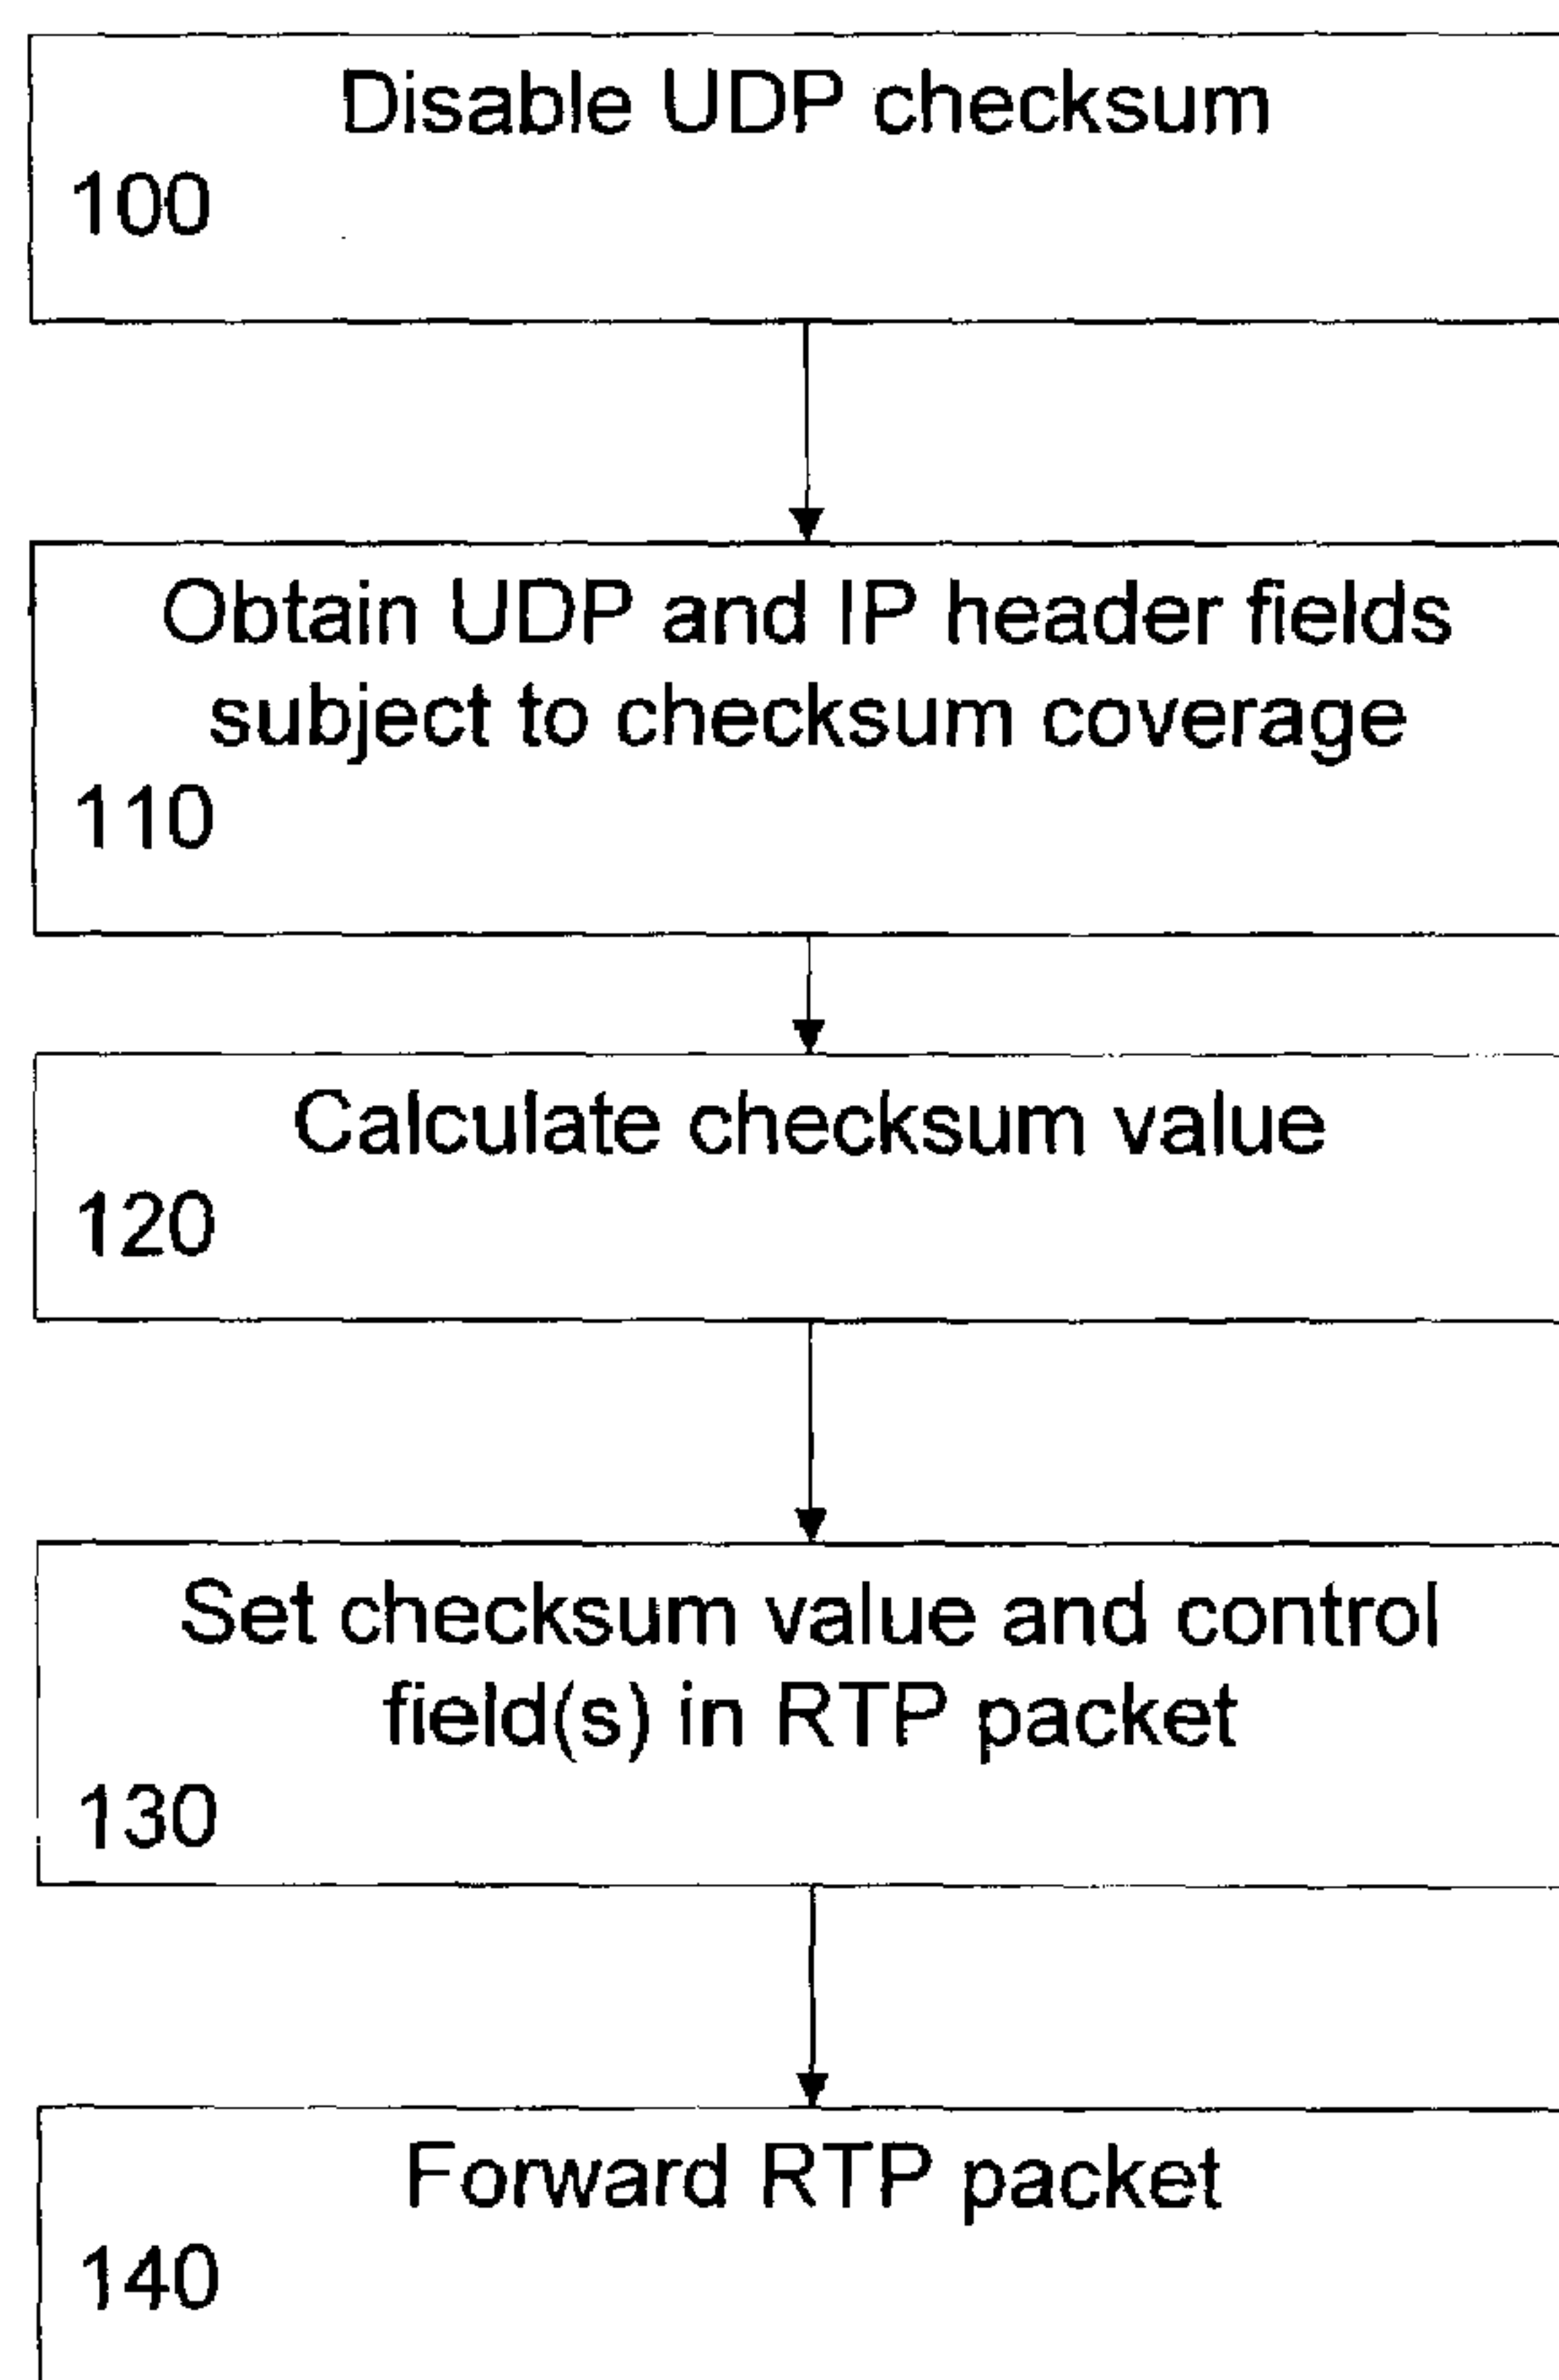 Disable UDP checksum
100
Obtain UDP and IP header fields
subject to checksum coverage
110
Calculate checksum value
120
Set checksum value and control
field(s) in RTP packet
130
Forward RTP packet
140